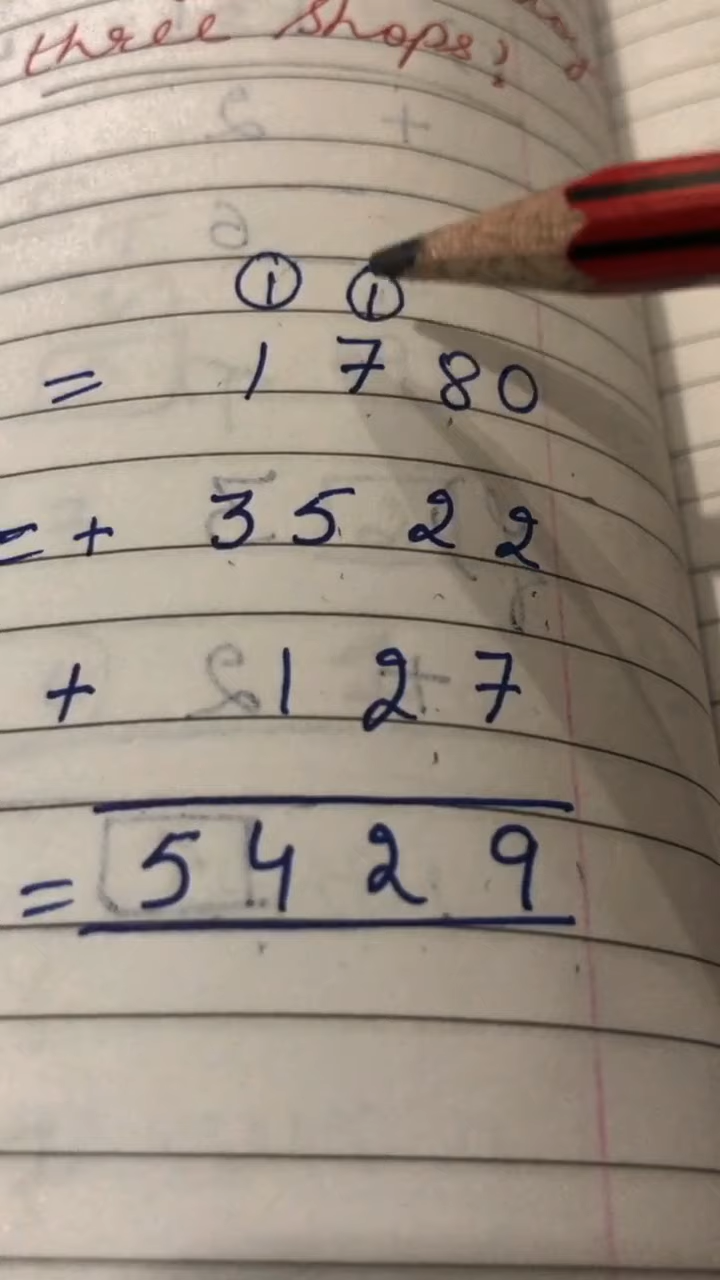 three shops?
1 1
= 1 7 8 0
= + 3 5 2 2
+ 1 2 7
= 5 4 2 9